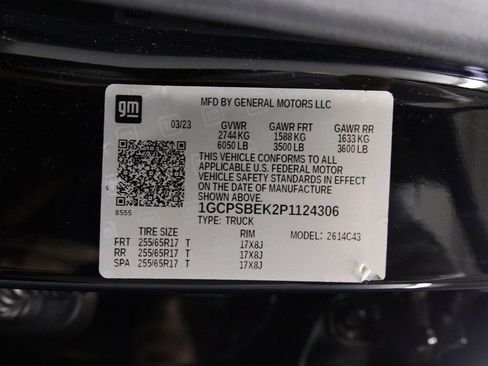 gm
MFD BY GENERAL MOTORS LLC
03/23 GVWR GAWR FRT GAWR RR
2744 KG 1588 KG 1633 KG
6050 LB 3500 LB 3600 LB
THIS VEHICLE CONFORMS TO ALL
APPLICABLE U.S. FEDERAL MOTOR
VEHICLE SAFETY STANDARDS IN EFFECT
ON THE DATE OF MANUFACTURE
SHOWN ABOVE.
8555 1GCPSBEK2P1124306
TYPE: TRUCK
TIRE SIZE RIM MODEL: 2614C43
FRT 255/65R17 T 17X8J
RR 255/65R17 T 17X8J
SPA 255/65R17 T 17X8J